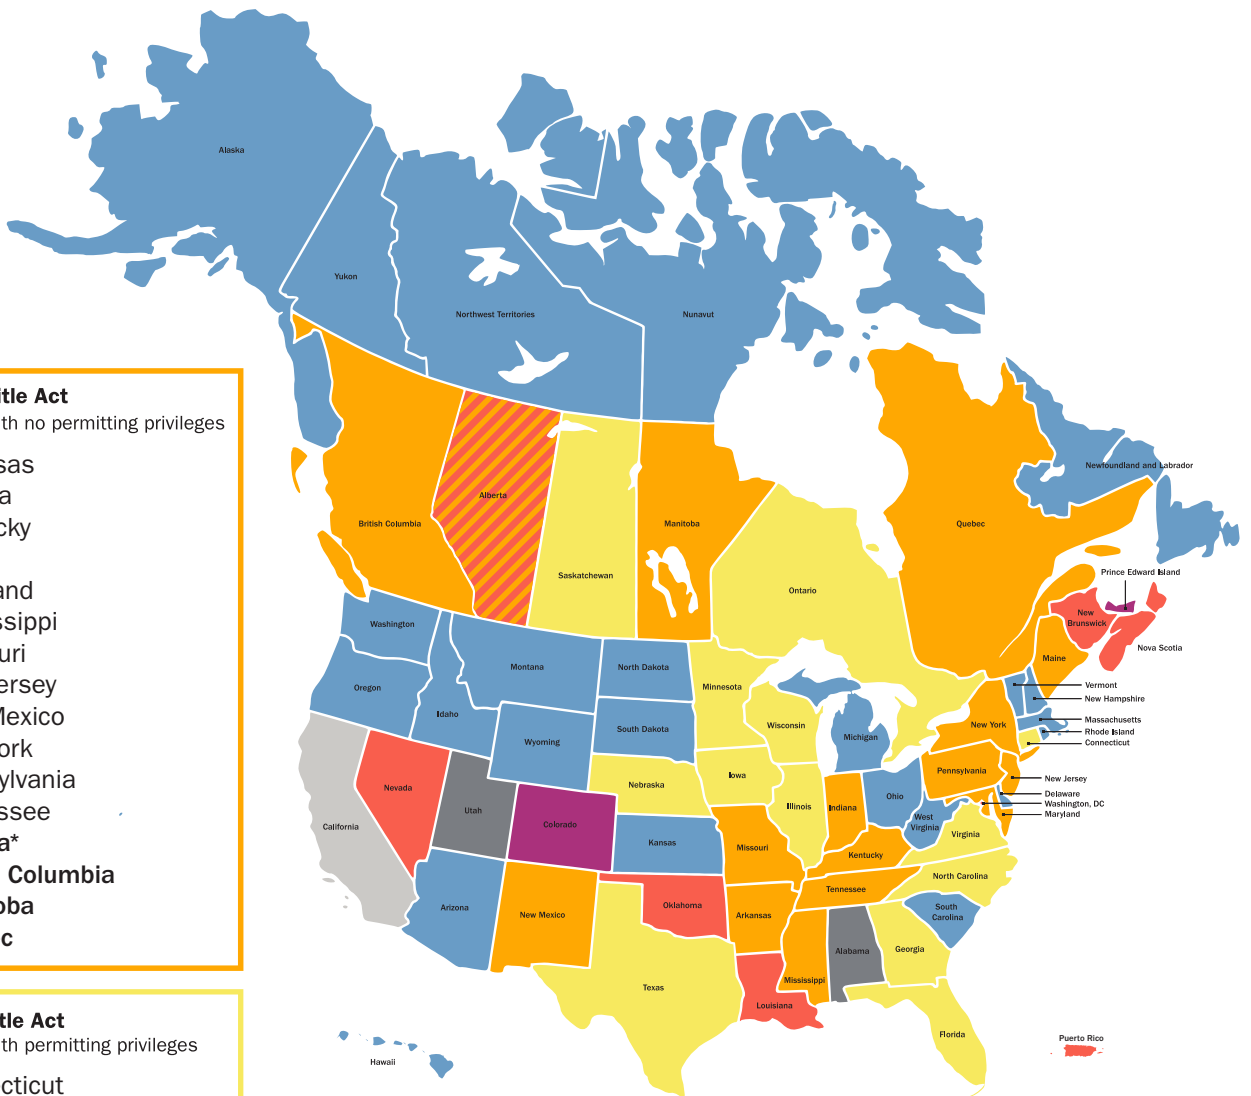 itle Act
th no permitting privileges
sas
a
cky
and
ssippi
uri
ersey
Mexico
ork
sylvania
essee
a*
Columbia
oba
c
tle Act
th permitting privileges
cticut
Alaska
Yukon
Northwest Territories
Nunavut
British Columbia
Alberta
Saskatchewan
Manitoba
Ontario
Quebec
Newfoundland and Labrador
Prince Edward Island
New
Brunswick
Nova Scotia
Maine
Vermont
New Hampshire
Massachusetts
Rhode Island
Connecticut
New York
Pennsylvania
New Jersey
Delaware
Washington, DC
Maryland
Washington
Oregon
Idaho
Montana
North Dakota
South Dakota
Wyoming
Minnesota
Wisconsin
Michigan
Nebraska
Iowa
Illinois
Indiana
Ohio
West
Virginia
Virginia
California
Nevada
Utah
Colorado
Kansas
Missouri
Kentucky
North Carolina
Tennessee
South
Carolina
Arizona
New Mexico
Oklahoma
Arkansas
Mississippi
Alabama
Georgia
Texas
Louisiana
Florida
Hawaii
Puerto Rico